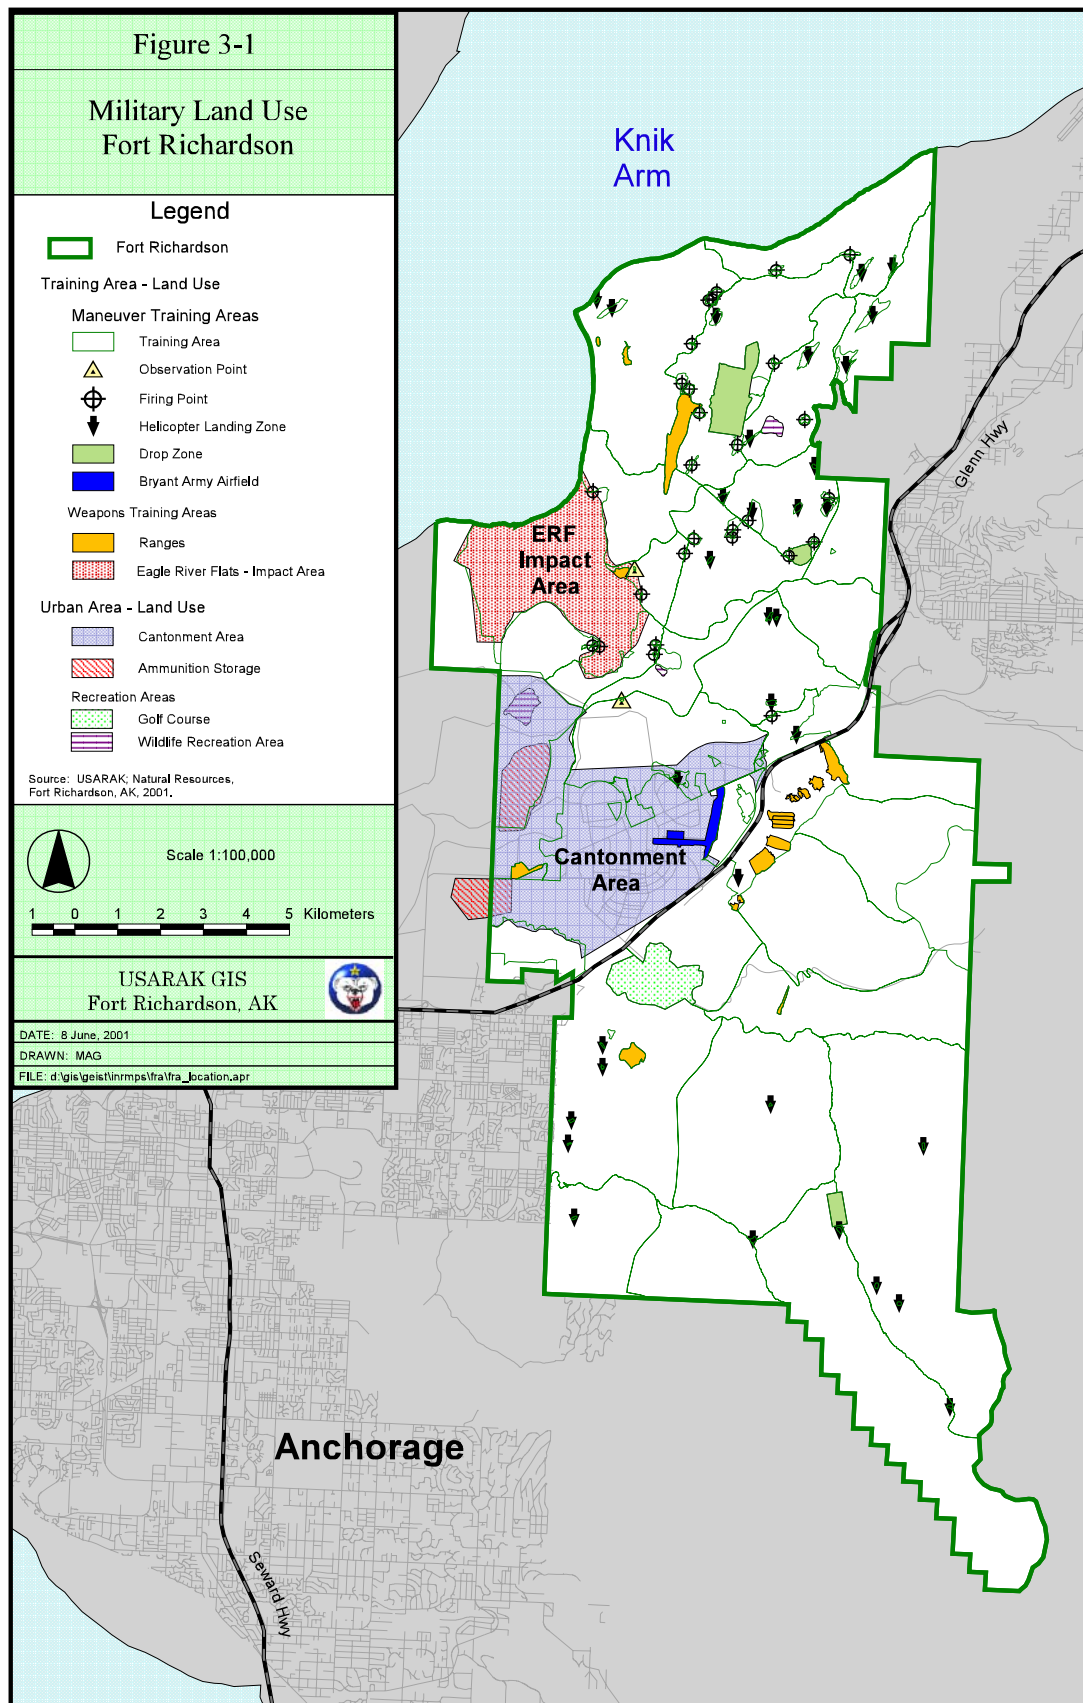 Figure 3-1
Military Land Use
Fort Richardson
Legend
Fort Richardson
Training Area - Land Use
Maneuver Training Areas
Training Area
Observation Point
Firing Point
Helicopter Landing Zone
Drop Zone
Bryant Army Airfield
Weapons Training Areas
Ranges
Eagle River Flats - Impact Area
Urban Area - Land Use
Cantonment Area
Ammunition Storage
Recreation Areas
Golf Course
Wildlife Recreation Area
Source: USARAK; Natural Resources,
Fort Richardson, AK, 2001.
Scale 1:100,000
1 0 1 2 3 4 5 Kilometers
USARAK GIS
Fort Richardson, AK
DATE: 8 June, 2001
DRAWN: MAG
FILE: d:\gis\geist\inrmps\fra\fra_location.apr
Knik
Arm
Glenn Hwy
ERF
Impact
Area
Cantonment
Area
Anchorage
Seward Hwy